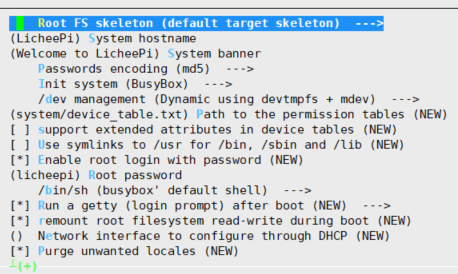 Root FS skeleton (default target skeleton)  --->
(LicheePi) System hostname
(Welcome to LicheePi) System banner
Passwords encoding (md5)  --->
Init system (BusyBox)  --->
/dev management (Dynamic using devtmpfs + mdev)  --->
(system/device_table.txt) Path to the permission tables (NEW)
[ ] support extended attributes in device tables (NEW)
[ ] Use symlinks to /usr for /bin, /sbin and /lib (NEW)
[*] Enable root login with password (NEW)
(licheepi) Root password
/bin/sh (busybox' default shell)  --->
[*] Run a getty (login prompt) after boot (NEW)  --->
[*] remount root filesystem read-write during boot (NEW)
()  Network interface to configure through DHCP (NEW)
[*] Purge unwanted locales (NEW)
┴(+)